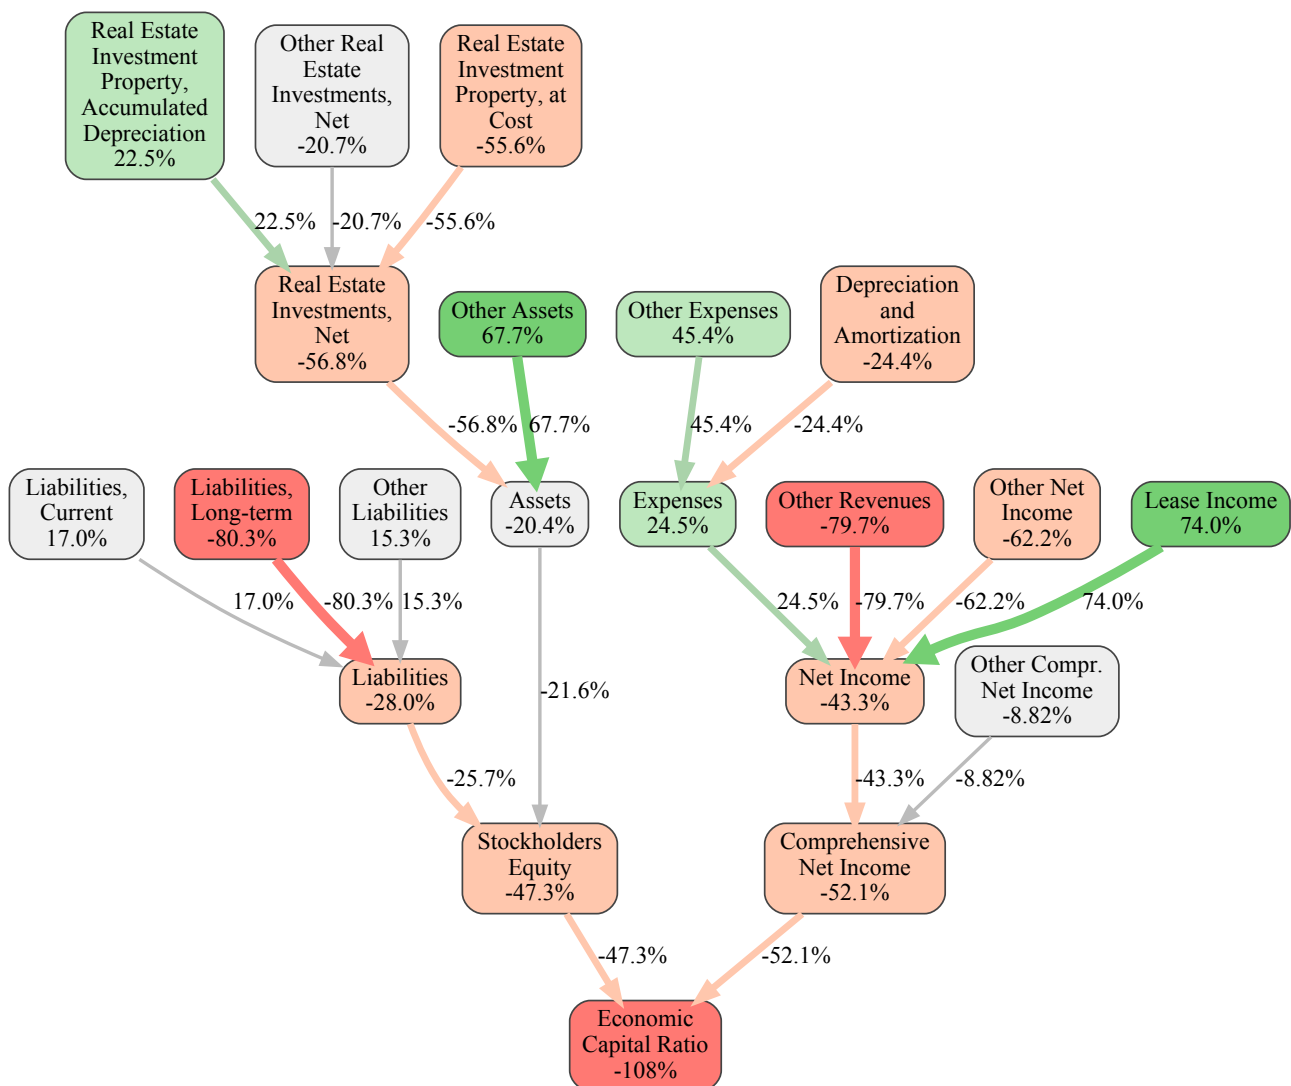 Real Estate
Investment
Property,
Accumulated
Depreciation
22.5%
Other Real
Estate
Investments,
Net
-20.7%
Real Estate
Investment
Property, at
Cost
-55.6%
22.5%
-20.7%
-55.6%
Real Estate
Investments,
Net
-56.8%
Other Assets
67.7%
Other Expenses
45.4%
Depreciation
and
Amortization
-24.4%
-56.8%
67.7%
45.4%
-24.4%
Liabilities,
Current
17.0%
Liabilities,
Long-term
-80.3%
Other
Liabilities
15.3%
Assets
-20.4%
Expenses
24.5%
Other Revenues
-79.7%
Other Net
Income
-62.2%
Lease Income
74.0%
17.0%
-80.3%
15.3%
24.5%
-79.7%
-62.2%
74.0%
Liabilities
-28.0%
-21.6%
Net Income
-43.3%
Other Compr.
Net Income
-8.82%
-25.7%
-43.3%
-8.82%
Stockholders
Equity
-47.3%
Comprehensive
Net Income
-52.1%
-47.3%
-52.1%
Economic
Capital Ratio
-108%